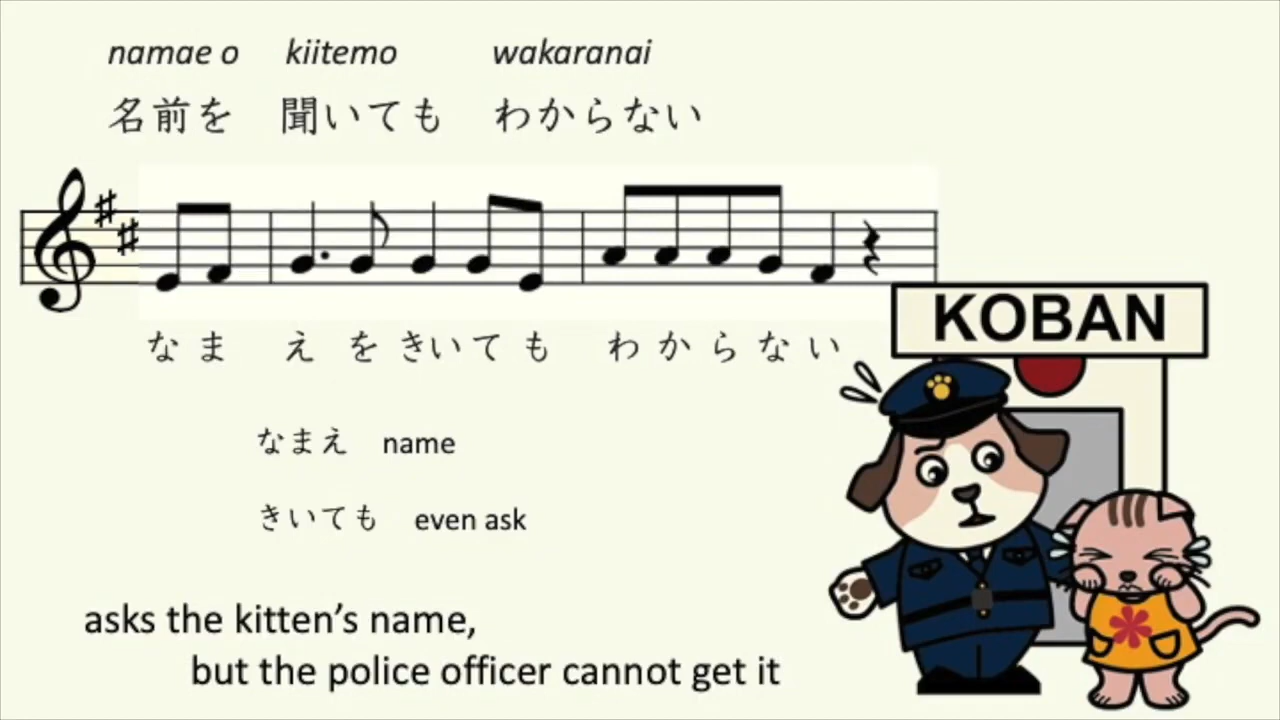 namae o kiitemo wakaranai
名前を 聞いても わからない
な ま え を きい て も わ か ら な い
KOBAN
なまえ name
きいても even ask
asks the kitten’s name,
but the police officer cannot get it